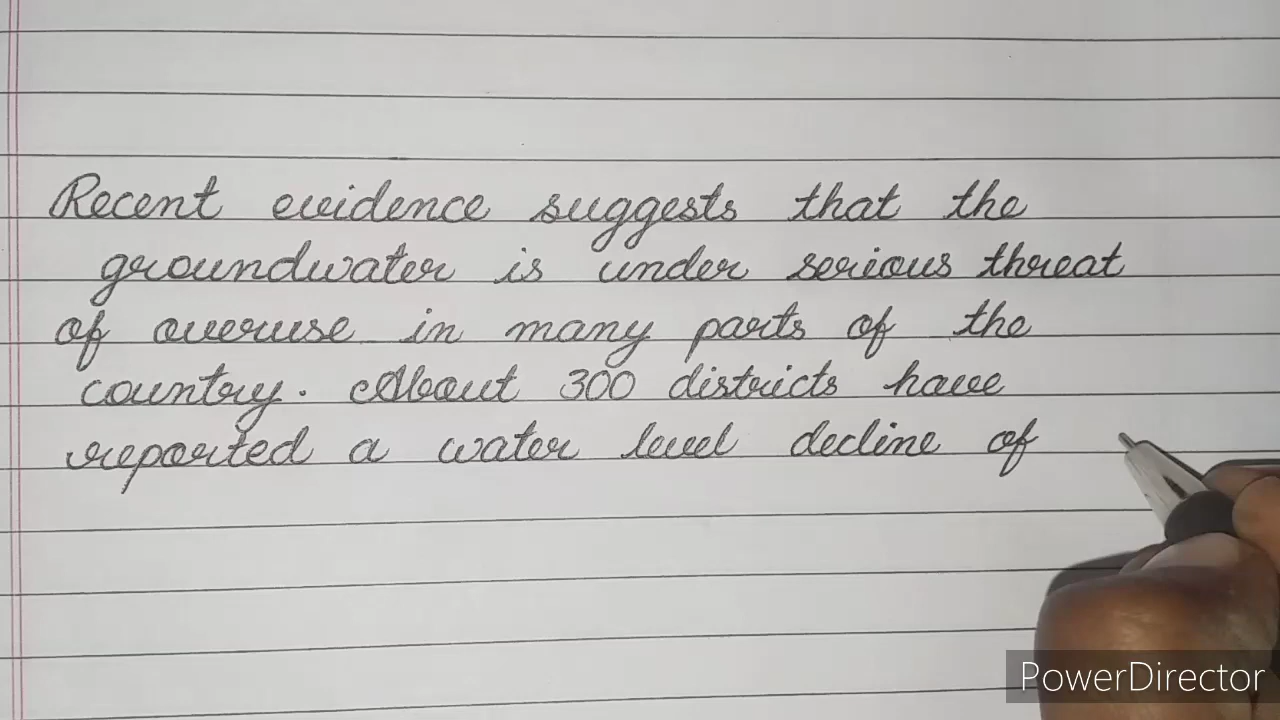 Recent evidence suggests that the
groundwater is under serious threat
of overuse in many parts of the
country. About 300 districts have
reported a water level decline of
PowerDirector